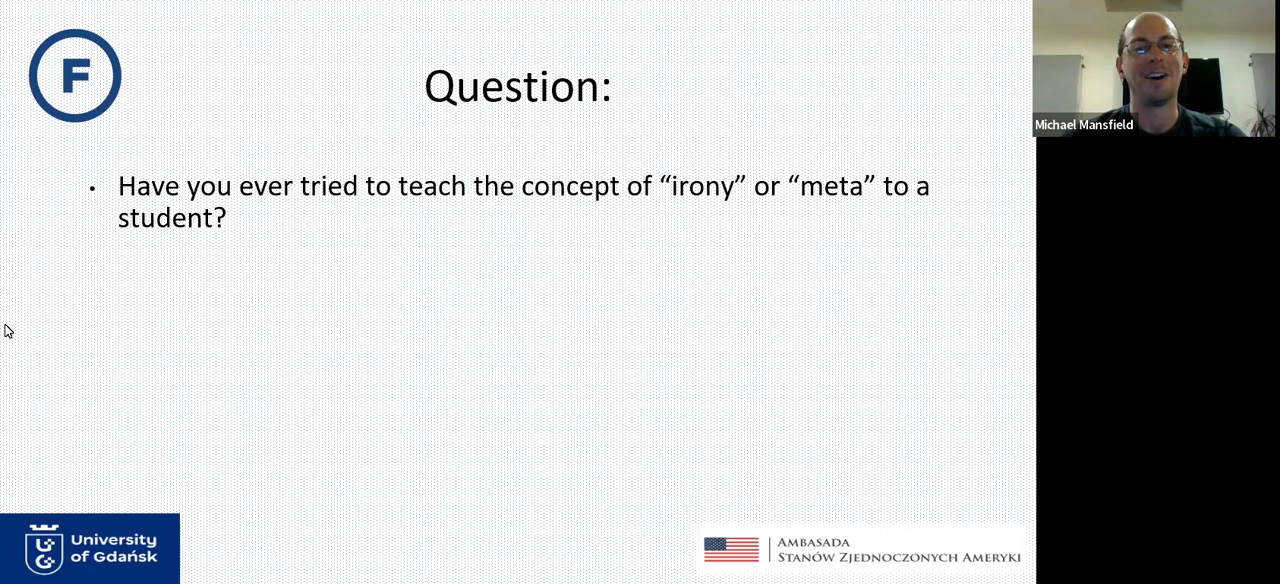 F
Question:
Michael Mansfield
• Have you ever tried to teach the concept of “irony” or “meta” to a
student?
UG
University
of Gdańsk
AMBASADA
STANÓW ZJEDNOCZONYCH AMERYKI